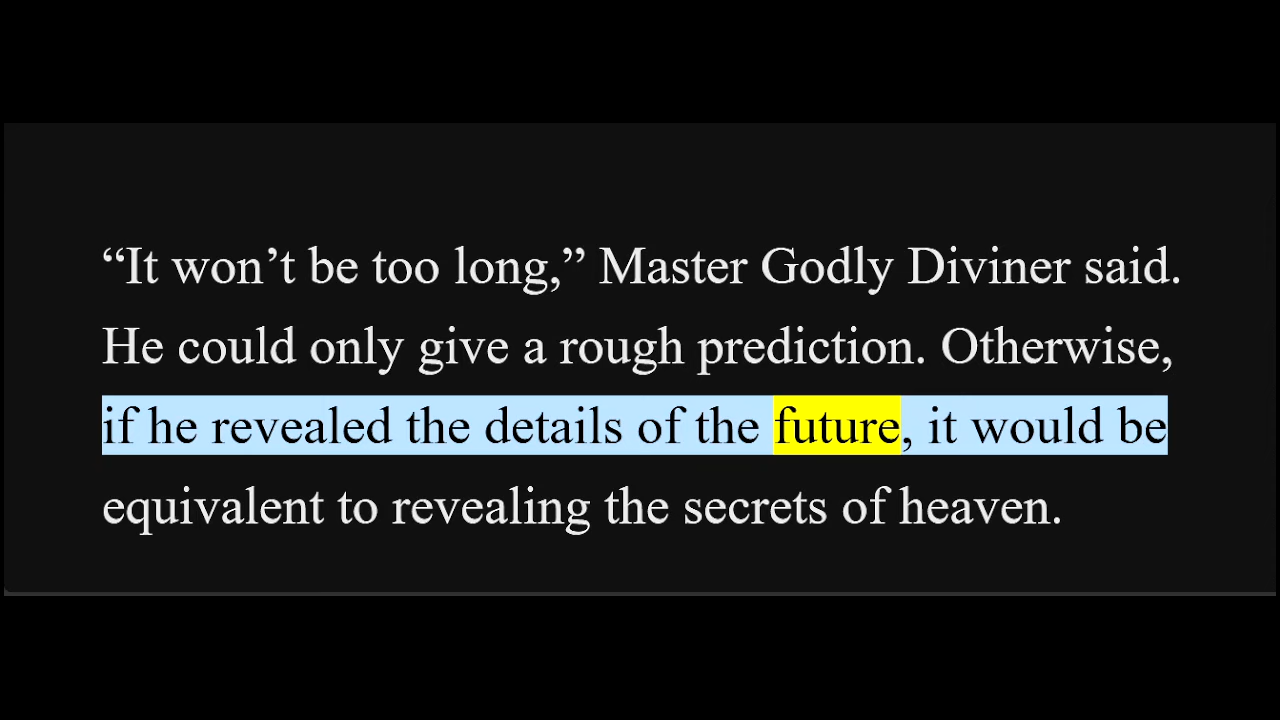 “It won’t be too long,” Master Godly Diviner said.
He could only give a rough prediction. Otherwise,
if he revealed the details of the future, it would be
equivalent to revealing the secrets of heaven.